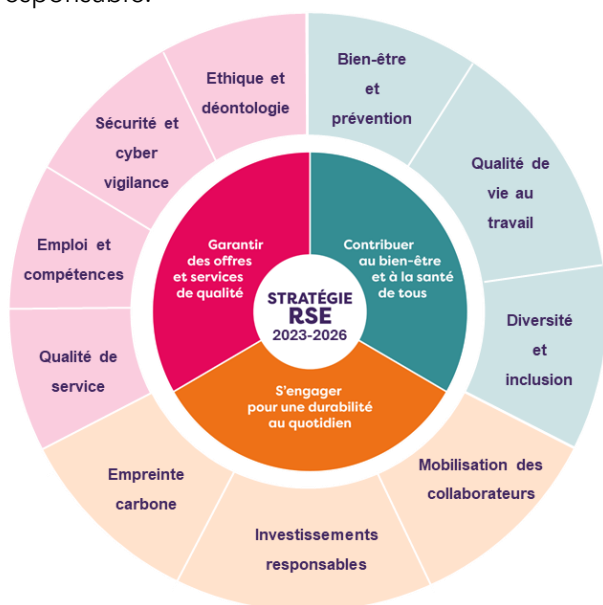 esponsable.
Ethique et
déontologie
Bien-être
et
prévention
Sécurité et
cyber
vigilance
Qualité de
vie au
travail
Emploi et
compétences
Garantir
des offres
et services
de qualité
Contribuer
au bien-être
et à la santé
de tous
STRATÉGIE
RSE
2023-2026
Qualité de
service
Diversité
et
inclusion
S'engager
pour une durabilité
au quotidien
Empreinte
carbone
Mobilisation des
collaborateurs
Investissements
responsables